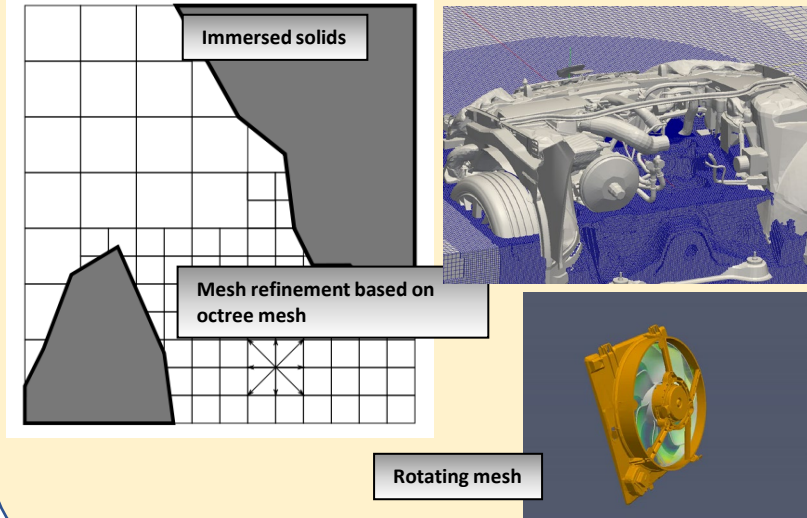 Immersed solids
Mesh refinement based on
octree mesh
Rotating mesh